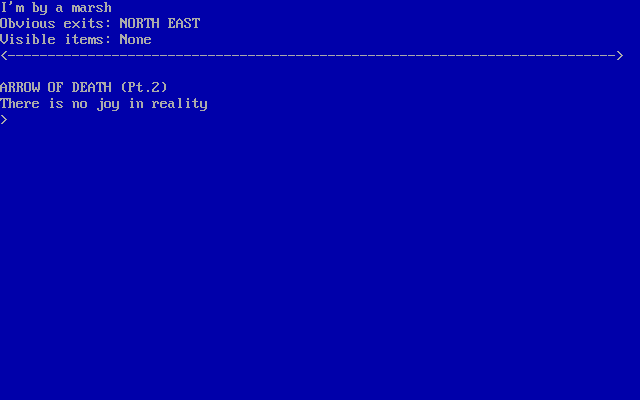 I'm by a marsh
Obvious exits: NORTH EAST
Visible items: None
<---------------------------------------------------------------------------->
ARROW OF DEATH (Pt.2)
There is no joy in reality
>